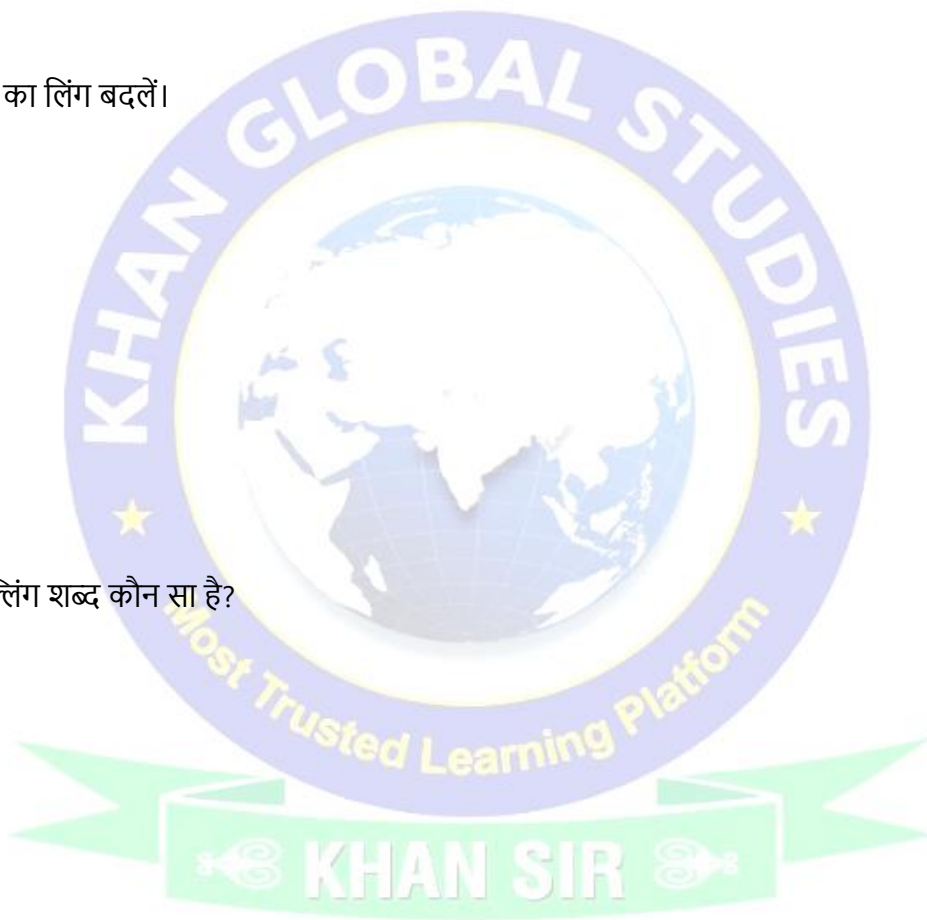 का लिंग बदलें।
KHAN GLOBAL STUDIES
लिंग शब्द कौन सा है?
Most Trusted Learning Platform
KHAN SIR